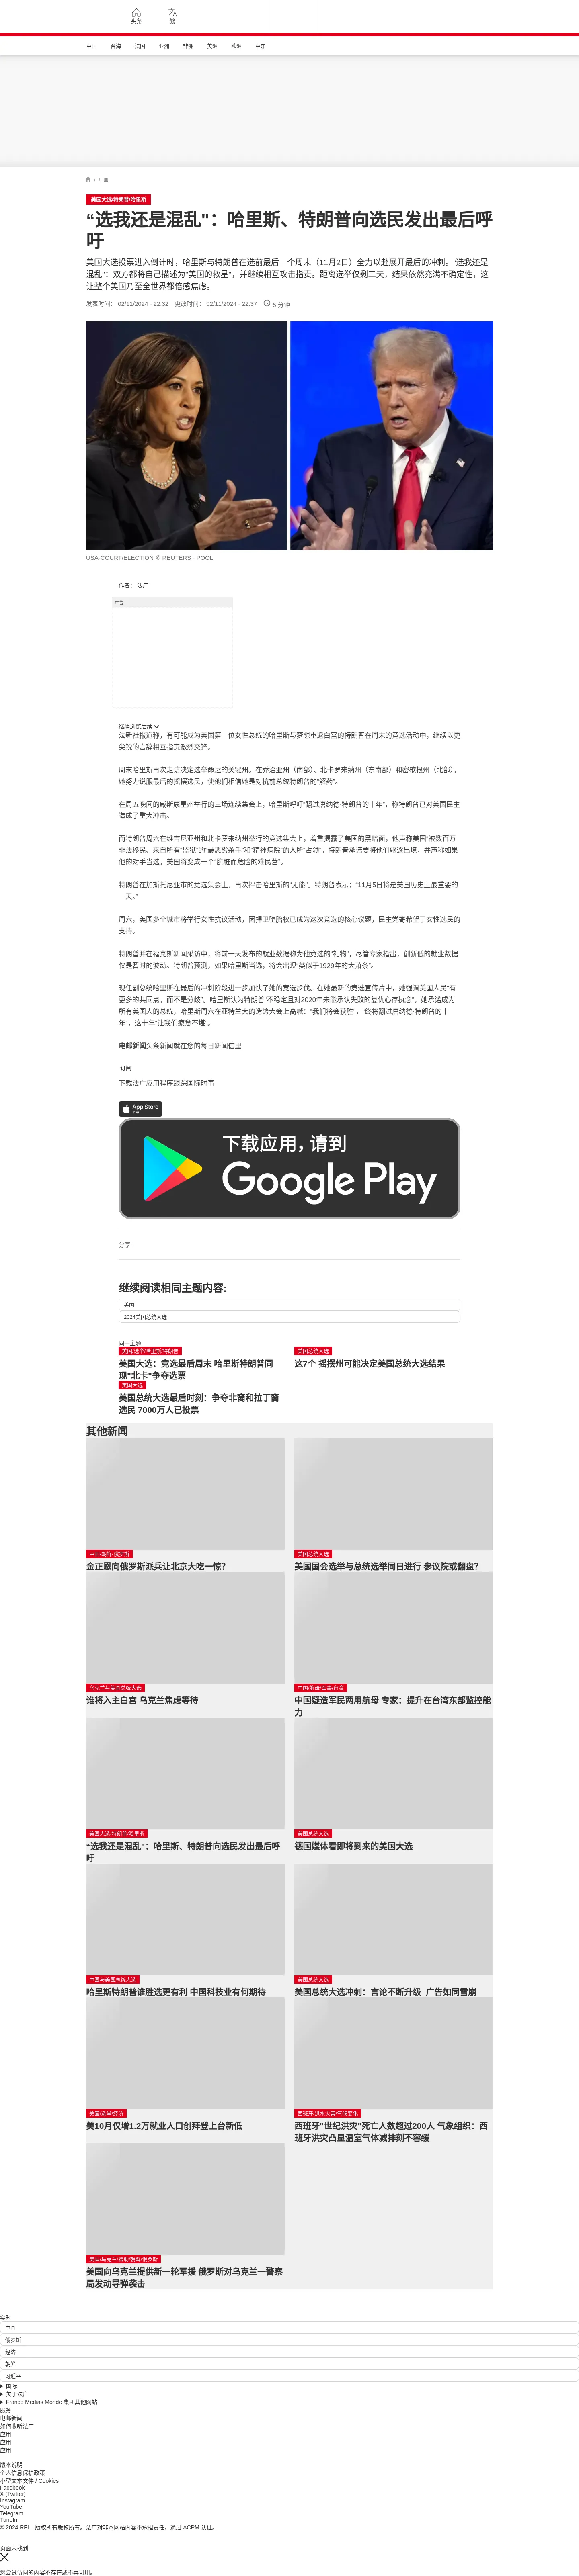 头条
繁
中国
台海
法国
亚洲
非洲
美洲
欧洲
中东
/ 中国
美国大选/特朗普/哈里斯
“选我还是混乱"：哈里斯、特朗普向选民发出最后呼吁
美国大选投票进入倒计时，哈里斯与特朗普在选前最后一个周末（11月2日）全力以赴展开最后的冲刺。“选我还是混乱"：双方都将自己描述为“美国的救星"，并继续相互攻击指责。距离选举仅剩三天，结果依然充满不确定性，这让整个美国乃至全世界都倍感焦虑。
发表时间： 02/11/2024 - 22:32 更改时间： 02/11/2024 - 22:37 5 分钟
USA-COURT/ELECTION © REUTERS - POOL
作者： 法广
广告
继续浏览后续
法新社报道称，有可能成为美国第一位女性总统的哈里斯与梦想重返白宫的特朗普在周末的竞选活动中，继续以更尖锐的言辞相互指责激烈交锋。
周末哈里斯再次走访决定选举命运的关键州。在乔治亚州（南部）、北卡罗来纳州（东南部）和密歇根州（北部），她努力说服最后的摇摆选民，使他们相信她是对抗前总统特朗普的“解药”。
在周五晚间的威斯康星州举行的三场连续集会上，哈里斯呼吁“翻过唐纳德·特朗普的十年”，称特朗普已对美国民主造成了重大冲击。
而特朗普周六在维吉尼亚州和北卡罗来纳州举行的竞选集会上，着重揭露了美国的黑暗面，他声称美国“被数百万非法移民、来自所有“监狱”的“最恶劣杀手”和“精神病院”的人所“占领”。特朗普承诺要将他们驱逐出境，并声称如果他的对手当选，美国将变成一个“肮脏而危险的难民营”。
特朗普在加斯托尼亚市的竞选集会上，再次抨击哈里斯的“无能”。特朗普表示：“11月5日将是美国历史上最重要的一天。”
周六，美国多个城市将举行女性抗议活动，因捍卫堕胎权已成为这次竞选的核心议题，民主党寄希望于女性选民的支持。
特朗普并在福克斯新闻采访中，将前一天发布的就业数据称为他竞选的“礼物”，尽管专家指出，创新低的就业数据仅是暂时的波动。特朗普预测，如果哈里斯当选，将会出现“类似于1929年的大萧条”。
现任副总统哈里斯在最后的冲刺阶段进一步加快了她的竞选步伐。在她最新的竞选宣传片中，她强调美国人民“有更多的共同点，而不是分歧”。哈里斯认为特朗普“不稳定且对2020年未能承认失败的复仇心存执念”，她承诺成为所有美国人的总统，哈里斯周六在亚特兰大的造势大会上高喊：“我们将会获胜”，“终将翻过唐纳德·特朗普的十年”，这十年“让我们疲惫不堪”。
电邮新闻头条新闻就在您的每日新闻信里
订阅
下载法广应用程序跟踪国际时事
App Store
下载
下载应用，请到
Google Play
分享 :
继续阅读相同主题内容:
美国
2024美国总统大选
同一主题
美国/选举/哈里斯/特朗普
美国大选：竞选最后周末 哈里斯特朗普同现“北卡”争夺选票
美国总统大选
这7个 摇摆州可能决定美国总统大选结果
美国大选
美国总统大选最后时刻：争夺非裔和拉丁裔选民 7000万人已投票
其他新闻
中国·朝鲜·俄罗斯
金正恩向俄罗斯派兵让北京大吃一惊？
美国总统大选
美国国会选举与总统选举同日进行 参议院或翻盘？
乌克兰与美国总统大选
谁将入主白宫 乌克兰焦虑等待
中国/航母/军事/台湾
中国疑造军民两用航母 专家：提升在台湾东部监控能力
美国大选/特朗普/哈里斯
“选我还是混乱"：哈里斯、特朗普向选民发出最后呼吁
美国总统大选
德国媒体看即将到来的美国大选
中国与美国总统大选
哈里斯特朗普谁胜选更有利 中国科技业有何期待
美国总统大选
美国总统大选冲刺：言论不断升级 广告如同雪崩
美国/选举/经济
美10月仅增1.2万就业人口创拜登上台新低
西班牙/洪水灾害/气候变化
西班牙"世纪洪灾"死亡人数超过200人 气象组织：西班牙洪灾凸显温室气体减排刻不容缓
美国/乌克兰/援助/朝鲜/俄罗斯
美国向乌克兰提供新一轮军援 俄罗斯对乌克兰一警察局发动导弹袭击
实时
中国
俄罗斯
经济
朝鲜
习近平
国际
关于法广
France Médias Monde 集团其他网站
服务
电邮新闻
如何收听法广
应用
应用
应用
版本说明
个人信息保护政策
小型文本文件 / Cookies
Facebook
X (Twitter)
Instagram
YouTube
Telegram
TuneIn
© 2024 RFI – 版权所有版权所有。法广对非本网站内容不承担责任。通过 ACPM 认证。
页面未找到
您尝试访问的内容不存在或不再可用。